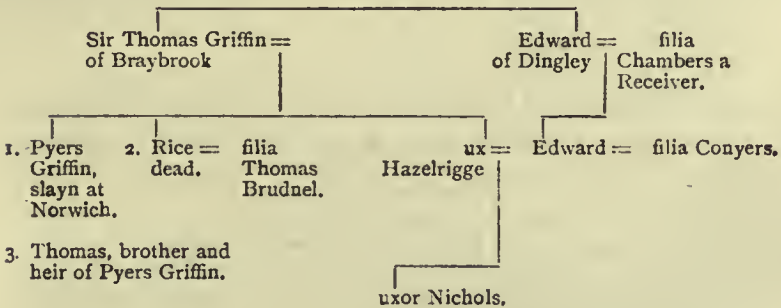 Sir Thomas Griffin = Edward = filia
of Braybrook of Dingley Chambers a
Receiver.
1. Pyers 2. Rice = filia ux = Edward = filia Conyers.
Griffin, dead. Thomas Hazelrigge
slayn at Brudnel.
Norwich.
3. Thomas, brother and
heir of Pyers Griffin.
uxor Nichols.